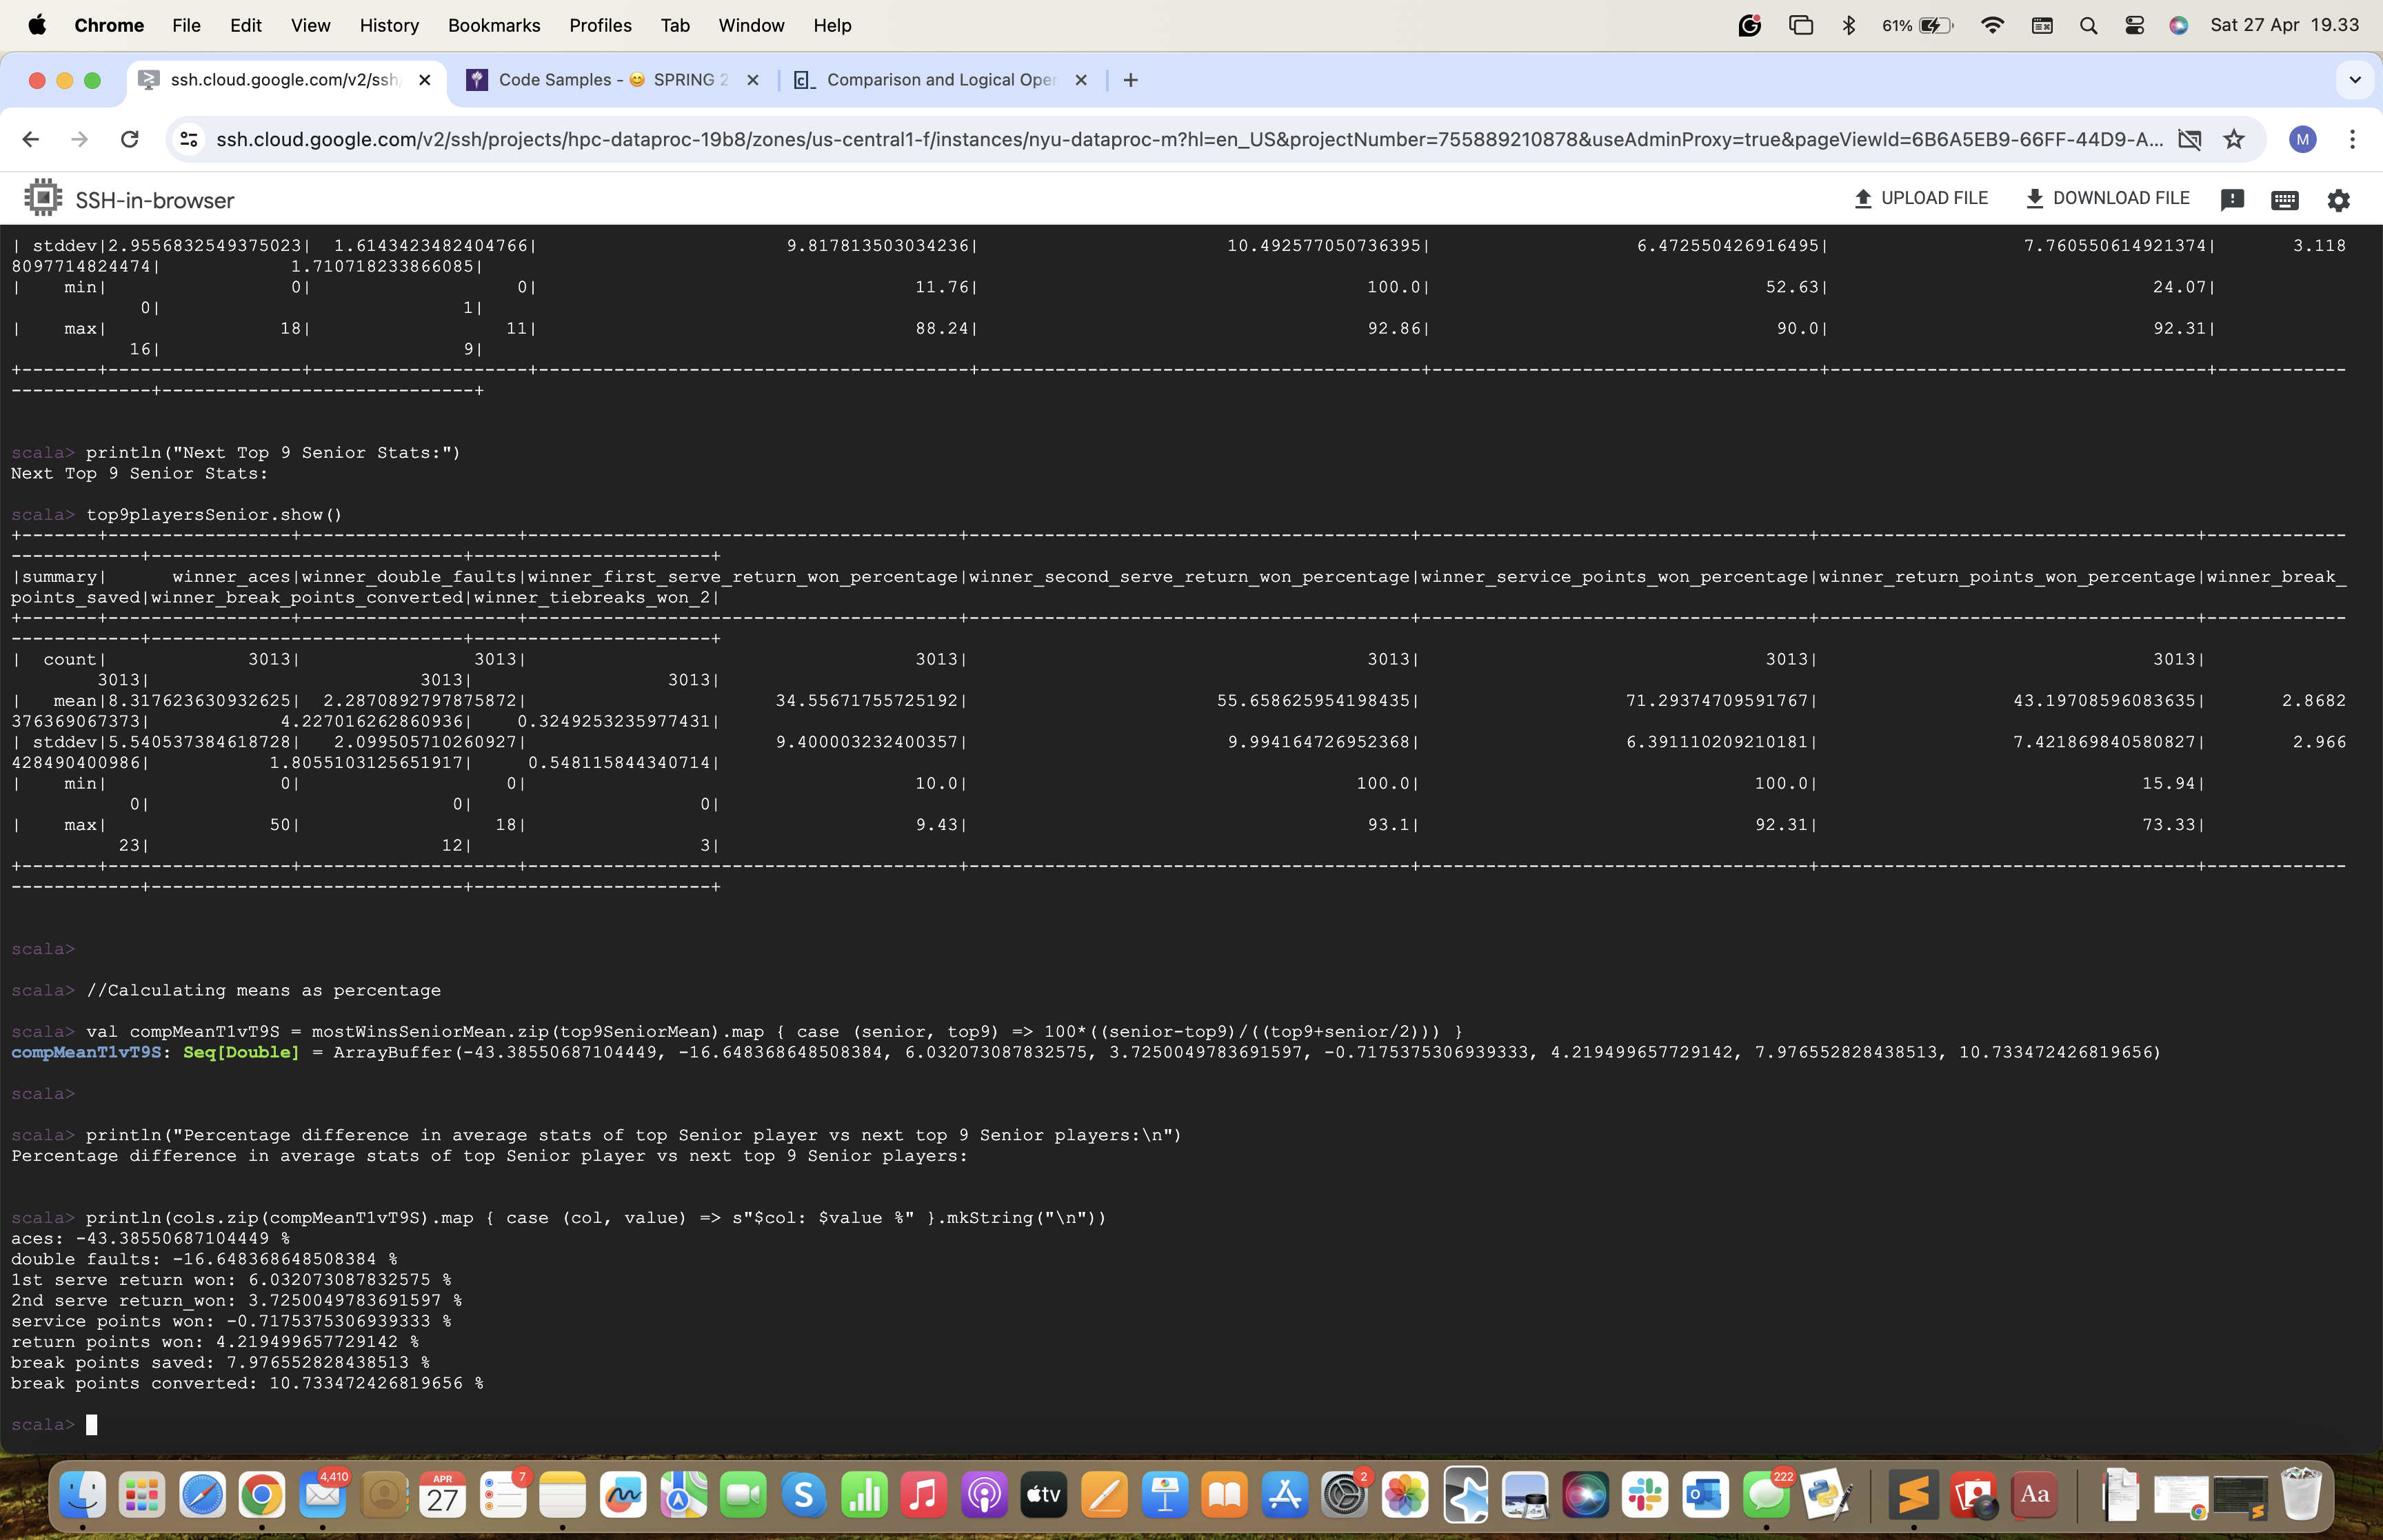 Chrome File Edit View History Bookmarks Profiles Tab Window Help 61% Sat 27 Apr 19.33
ssh.cloud.google.com/v2/ssh Code Samples - 😊 SPRING 2 Comparison and Logical Oper
ssh.cloud.google.com/v2/ssh/projects/hpc-dataproc-19b8/zones/us-central1-f/instances/nyu-dataproc-m?hl=en_US&projectNumber=755889210878&useAdminProxy=true&pageViewId=6B6A5EB9-66FF-44D9-A... M
SSH-in-browser UPLOAD FILE DOWNLOAD FILE
| stddev|2.9556832549375023| 1.6143423482404766| 9.817813503034236| 10.492577050736395| 6.472550426916495| 7.760550614921374| 3.118
8097714824474| 1.710718233866085|
| min| 0| 0| 11.76| 100.0| 52.63| 24.07|
0| 1|
| max| 18| 11| 88.24| 92.86| 90.0| 92.31|
16| 9|
scala> println("Next Top 9 Senior Stats:")
Next Top 9 Senior Stats:
scala> top9playersSenior.show()
|summary| winner_aces|winner_double_faults|winner_first_serve_return_won_percentage|winner_second_serve_return_won_percentage|winner_service_points_won_percentage|winner_return_points_won_percentage|winner_break_
points_saved|winner_break_points_converted|winner_tiebreaks_won_2|
| count| 3013| 3013| 3013| 3013| 3013| 3013|
3013| 3013| 3013|
| mean|8.317623630932625| 2.2870892797875872| 34.55671755725192| 55.658625954198435| 71.29374709591767| 43.19708596083635| 2.8682
376369067373| 4.227016262860936| 0.3249253235977431|
| stddev|5.540537384618728| 2.099505710260927| 9.400003232400357| 9.994164726952368| 6.391110209210181| 7.421869840580827| 2.966
428490400986| 1.8055103125651917| 0.548115844340714|
| min| 0| 0| 10.0| 100.0| 100.0| 15.94|
0| 0| 0|
| max| 50| 18| 9.43| 93.1| 92.31| 73.33|
23| 12| 3|
scala>
scala> //Calculating means as percentage
scala> val compMeanT1vT9S = mostWinsSeniorMean.zip(top9SeniorMean).map { case (senior, top9) => 100*((senior-top9)/((top9+senior/2))) }
compMeanT1vT9S: Seq[Double] = ArrayBuffer(-43.38550687104449, -16.648368648508384, 6.032073087832575, 3.7250049783691597, -0.7175375306939333, 4.219499657729142, 7.976552828438513, 10.733472426819656)
scala>
scala> println("Percentage difference in average stats of top Senior player vs next top 9 Senior players:\n")
Percentage difference in average stats of top Senior player vs next top 9 Senior players:
scala> println(cols.zip(compMeanT1vT9S).map { case (col, value) => s"$col: $value %" }.mkString("\n"))
aces: -43.38550687104449 %
double faults: -16.648368648508384 %
1st serve return won: 6.032073087832575 %
2nd serve return_won: 3.7250049783691597 %
service points won: -0.7175375306939333 %
return points won: 4.219499657729142 %
break points saved: 7.976552828438513 %
break points converted: 10.733472426819656 %
scala>
4,410 APR 27 7 tv 2 222 Aa